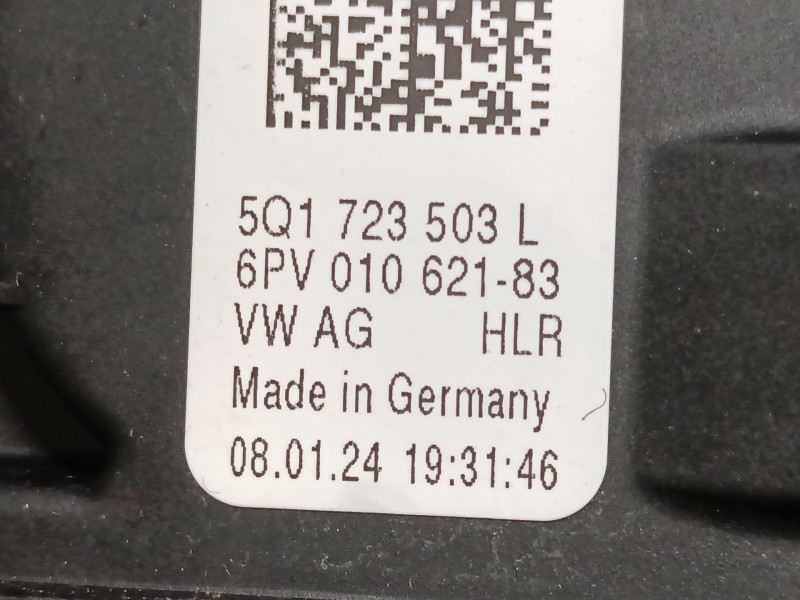 5Q1 723 503 L
6PV 010 621-83
VW AG HLR
Made in Germany
08.01.24 19:31:46